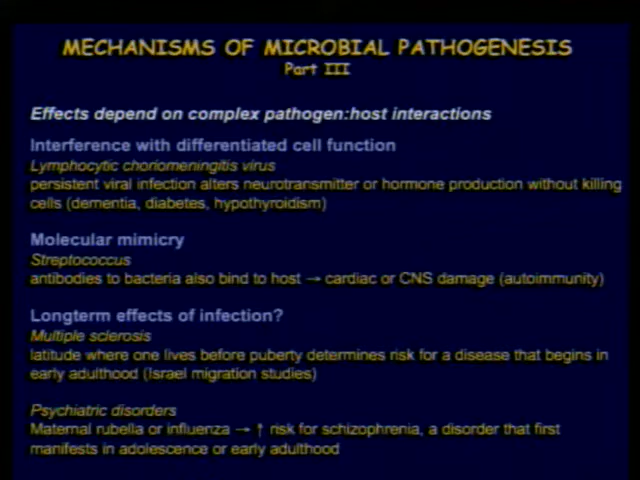 MECHANISMS OF MICROBIAL PATHOGENESIS
Part III
Effects depend on complex pathogen:host interactions
Interference with differentiated cell function
Lymphocytic choriomeningitis virus
persistent viral infection alters neurotransmitter or hormone production without killing
cells (dementia, diabetes, hypothyroidism)
Molecular mimicry
Streptococcus
antibodies to bacteria also bind to host → cardiac or CNS damage (autoimmunity)
Longterm effects of infection?
Multiple sclerosis
latitude where one lives before puberty determines risk for a disease that begins in
early adulthood (Israel migration studies)
Psychiatric disorders
Maternal rubella or influenza → ↑ risk for schizophrenia, a disorder that first
manifests in adolescence or early adulthood